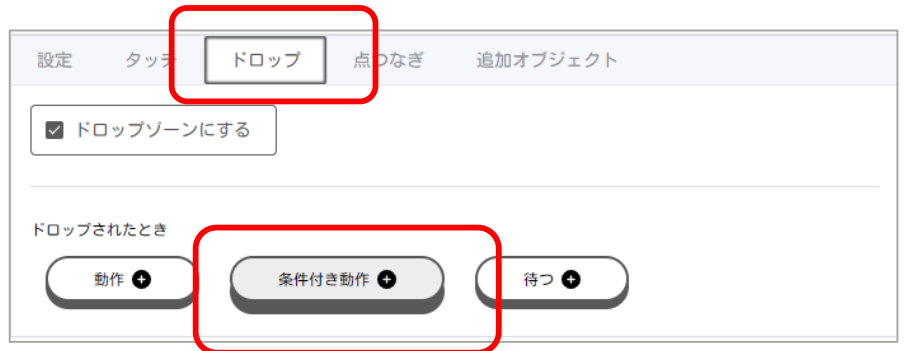 設定 タッチ ドロップ 点つなぎ 追加オブジェクト
ドロップゾーンにする
ドロップされたとき
動作 条件付き動作 待つ